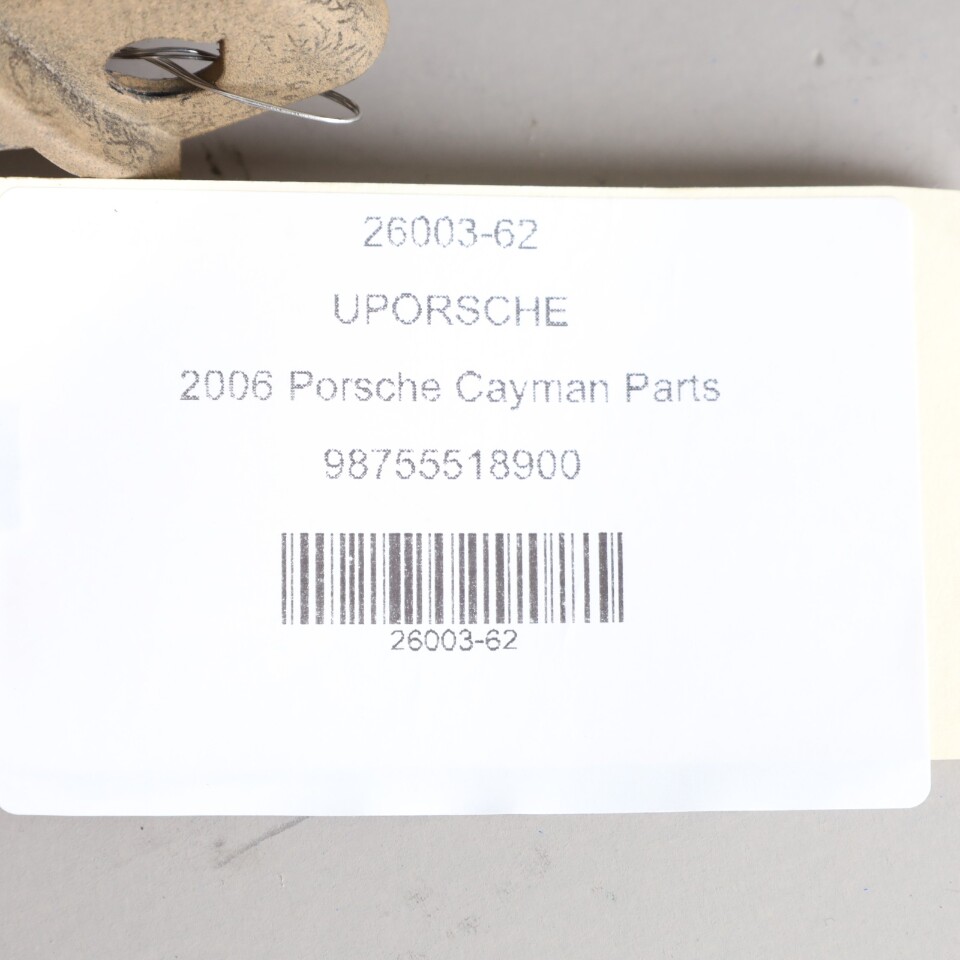 26003-62
UPORSCHE
2006 Porsche Cayman Parts
98755518900
26003-62